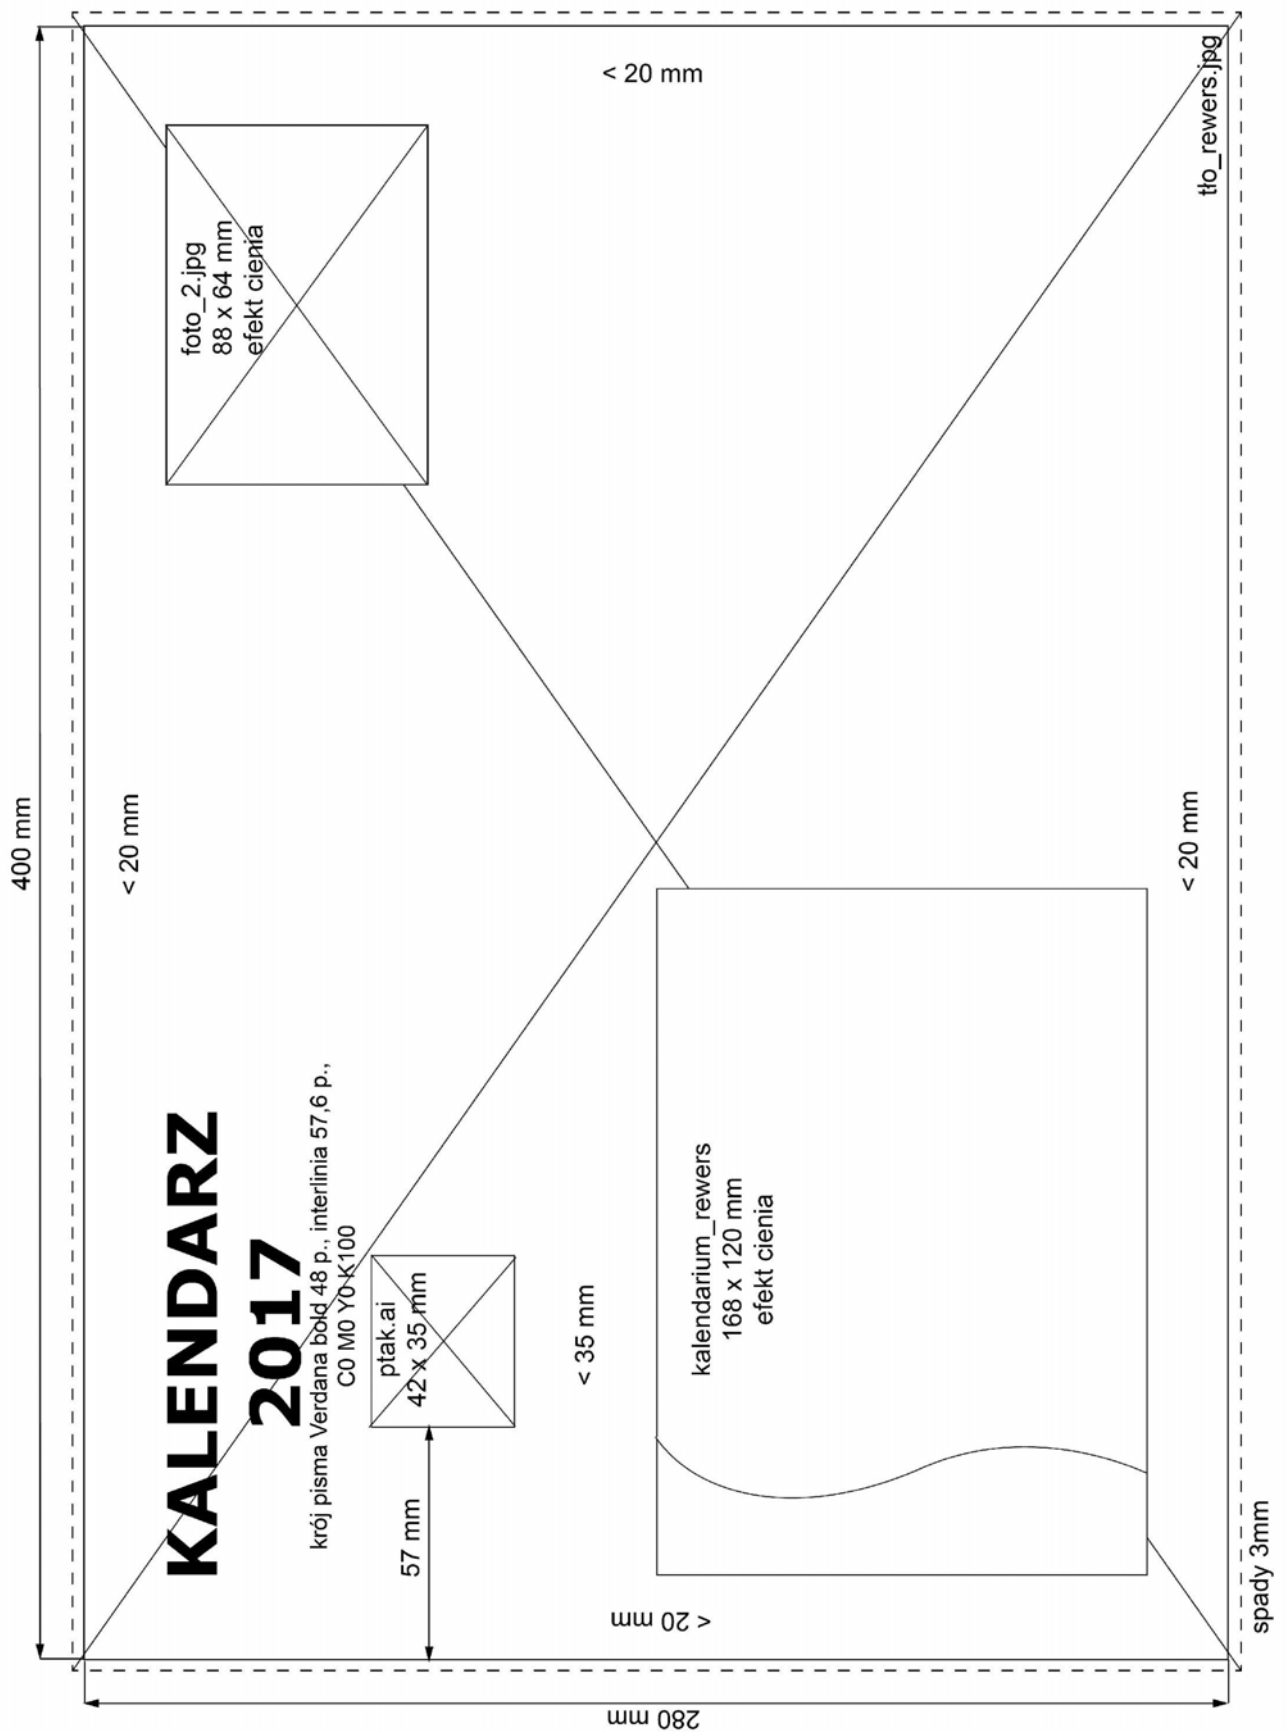 400 mm
< 20 mm
KALENDARZ
2017
krój pisma Verdana bold 48 p., interlinia 57,6 p.,
C0 M0 Y0 K100
foto_2.jpg
88 x 64 mm
efekt cienia
ptak.ai
42 x 35 mm
57 mm
< 35 mm
< 20 mm
< 20 mm
280 mm
kalendarium_rewers
168 x 120 mm
efekt cienia
< 20 mm
tło_rewers.jpg
spady 3mm